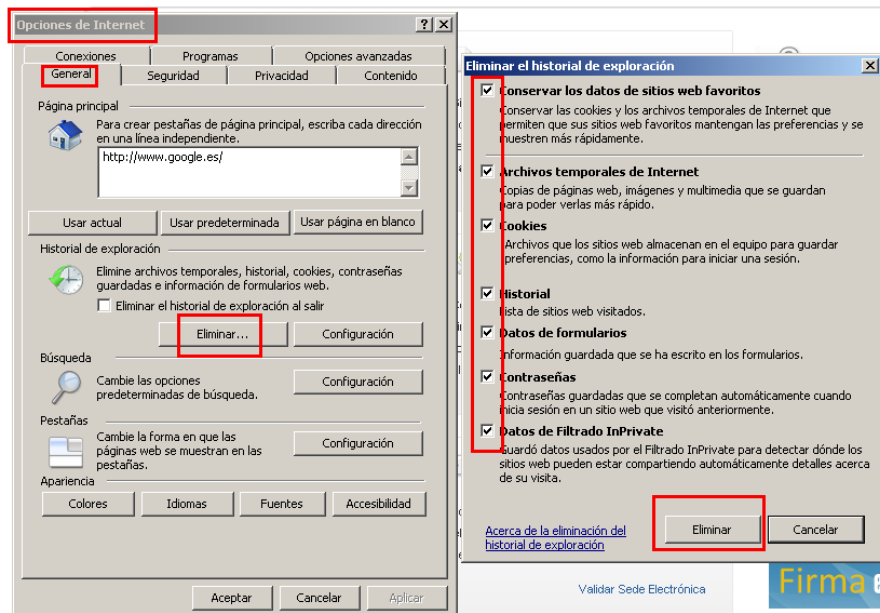 Opciones de Internet
Conexiones Programas Opciones avanzadas
General Seguridad Privacidad Contenido
Página principal
Para crear pestañas de página principal, escriba cada dirección
en una línea independiente.
http://www.google.es/
Usar actual Usar predeterminada Usar página en blanco
Historial de exploración
Elimine archivos temporales, historial, cookies, contraseñas
guardadas e información de formularios web.
Eliminar el historial de exploración al salir
Eliminar... Configuración
Búsqueda
Cambie las opciones
predeterminadas de búsqueda.
Configuración
Pestañas
Cambie la forma en que las
páginas web se muestran en las
pestañas.
Configuración
Apariencia
Colores Idiomas Fuentes Accesibilidad
Aceptar Cancelar Aplicar
Eliminar el historial de exploración
Conservar los datos de sitios web favoritos
Conservar las cookies y los archivos temporales de Internet que
permiten que sus sitios web favoritos mantengan las preferencias y se
muestren más rápidamente.
Archivos temporales de Internet
Copias de páginas web, imágenes y multimedia que se guardan
para poder verlas más rápido.
Cookies
Archivos que los sitios web almacenan en el equipo para guardar
preferencias, como la información para iniciar una sesión.
Historial
Lista de sitios web visitados.
Datos de formularios
Información guardada que se ha escrito en los formularios.
Contraseñas
Contraseñas guardadas que se completan automáticamente cuando
inicia sesión en un sitio web que visitó anteriormente.
Datos de Filtrado InPrivate
Guardó datos usados por el Filtrado InPrivate para detectar dónde los
sitios web pueden estar compartiendo automáticamente detalles acerca
de su visita.
Acerca de la eliminación del
historial de exploración
Eliminar Cancelar
Validar Sede Electrónica
Firma